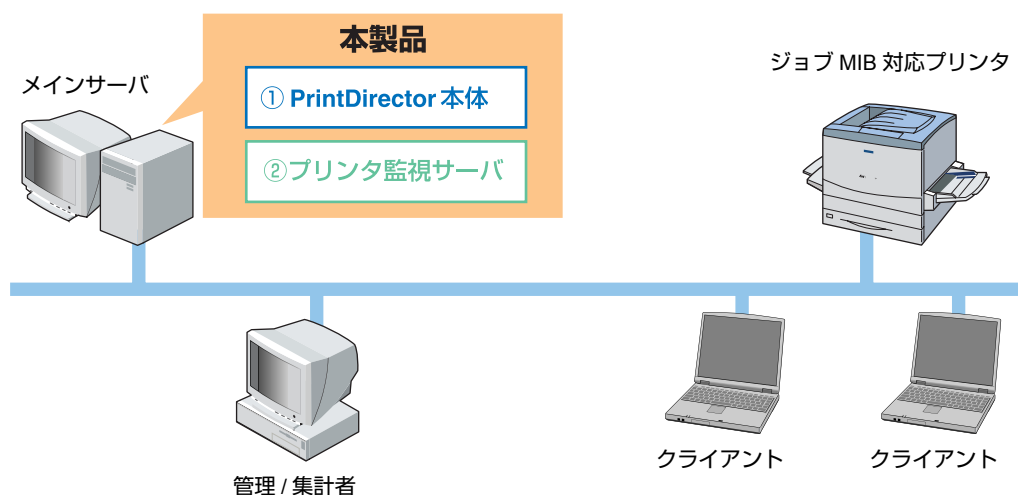 本製品
メインサーバ
① PrintDirector 本体
②プリンタ監視サーバ
ジョブ MIB 対応プリンタ
管理 / 集計者
クライアント
クライアント